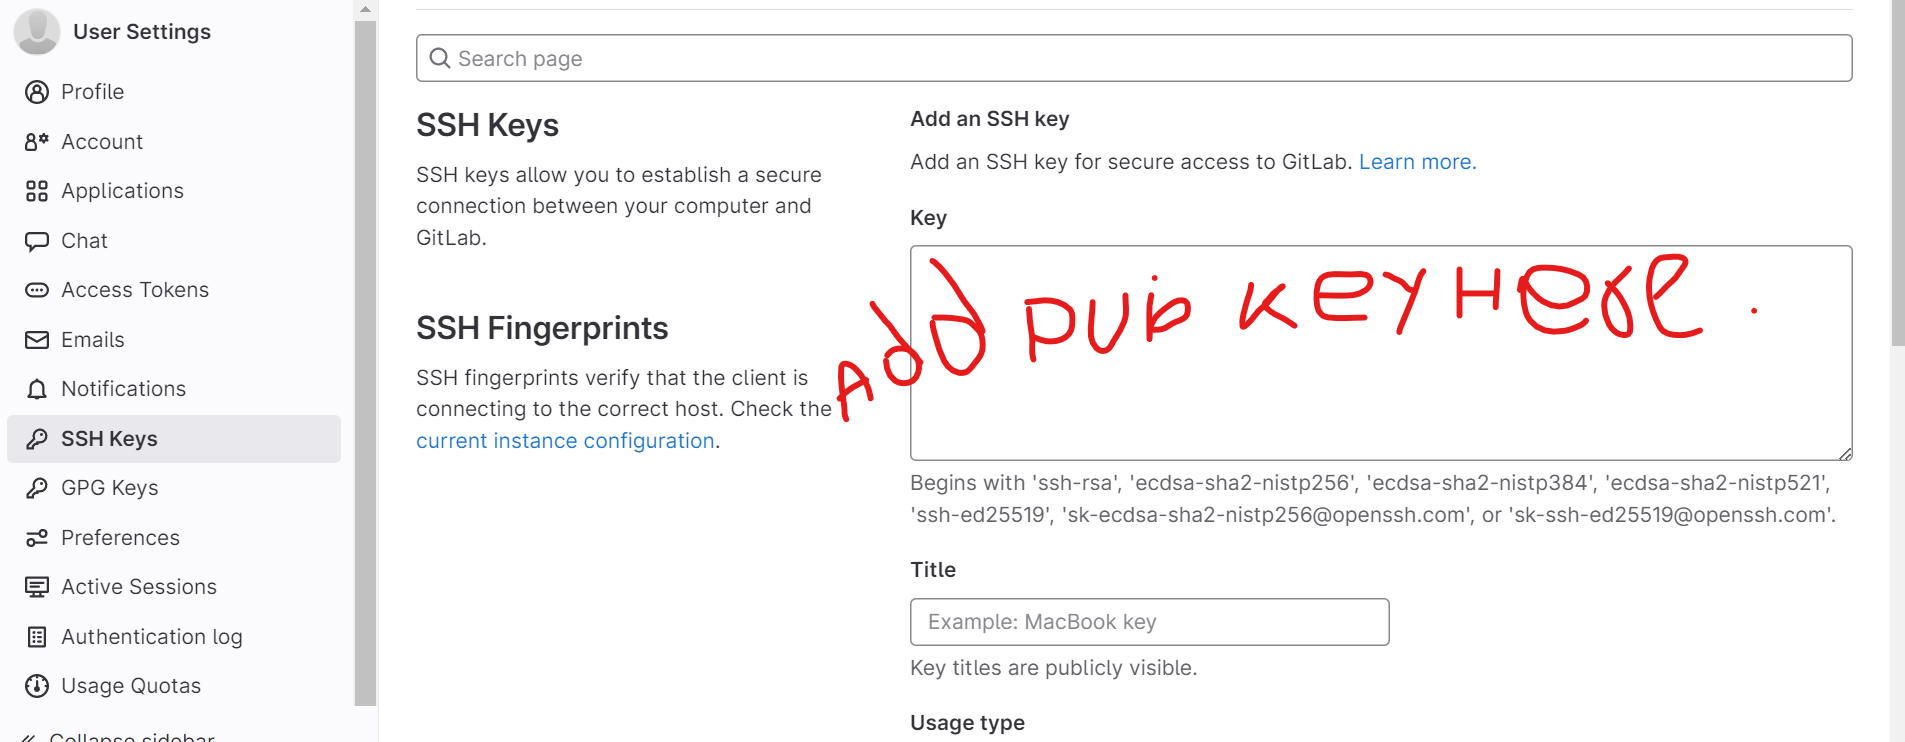 User Settings
Profile
Account
Applications
Chat
Access Tokens
Emails
Notifications
SSH Keys
GPG Keys
Preferences
Active Sessions
Authentication log
Usage Quotas
Collapse sidebar
Search page
SSH Keys
SSH keys allow you to establish a secure
connection between your computer and
GitLab.
SSH Fingerprints
SSH fingerprints verify that the client is
connecting to the correct host. Check the
current instance configuration.
Add an SSH key
Add an SSH key for secure access to GitLab. Learn more.
Key
Add pub key Here .
Begins with 'ssh-rsa', 'ecdsa-sha2-nistp256', 'ecdsa-sha2-nistp384', 'ecdsa-sha2-nistp521',
'ssh-ed25519', 'sk-ecdsa-sha2-nistp256@openssh.com', or 'sk-ssh-ed25519@openssh.com'.
Title
Example: MacBook key
Key titles are publicly visible.
Usage type